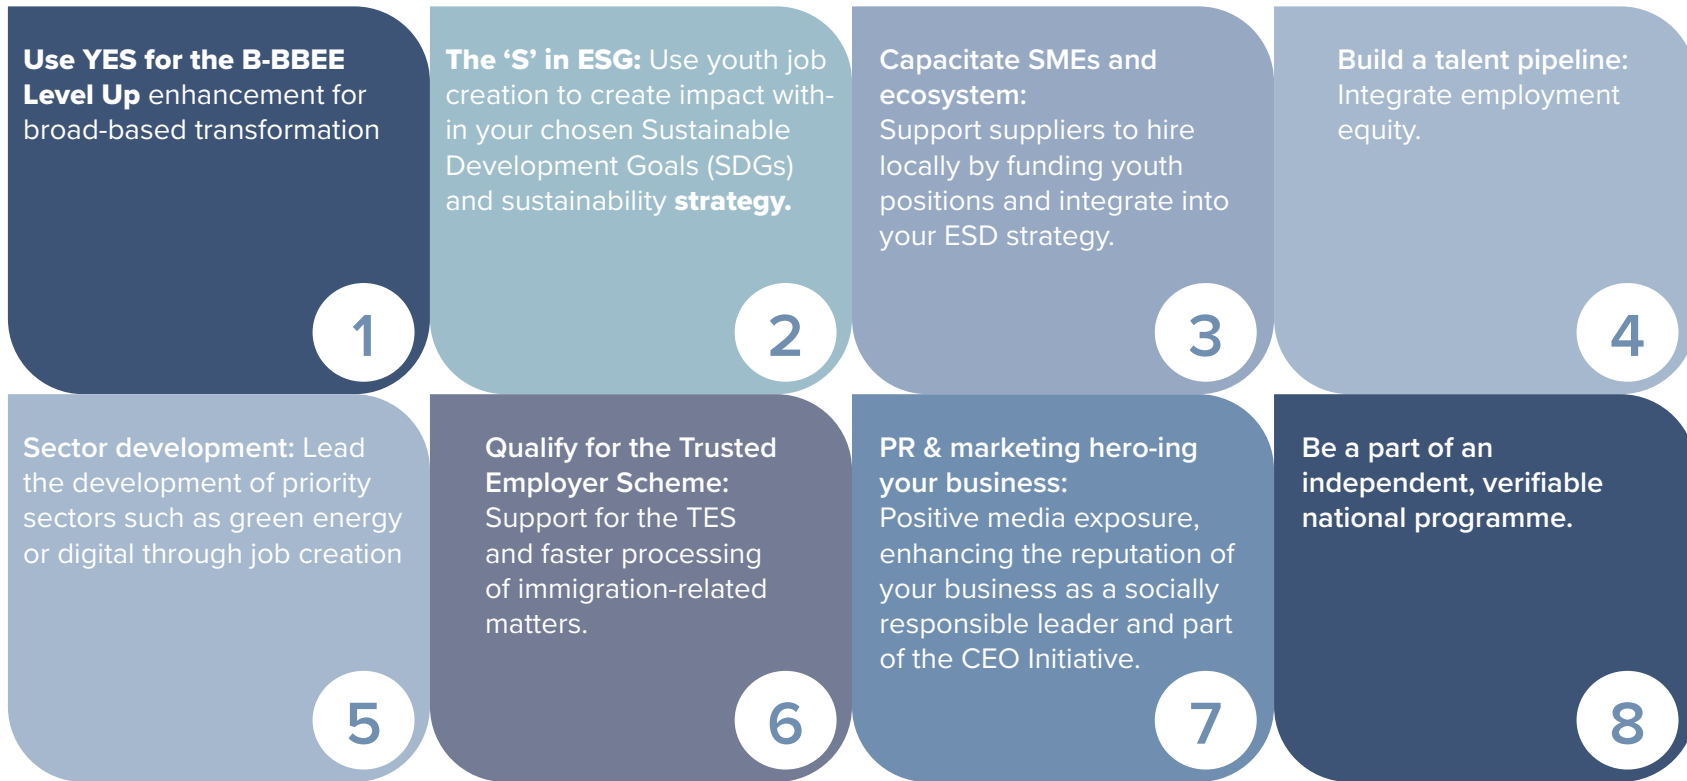 Use YES for the B-BBEE
Level Up enhancement for
broad-based transformation
1
The ‘S’ in ESG: Use youth job
creation to create impact with-
in your chosen Sustainable
Development Goals (SDGs)
and sustainability strategy.
2
Capacitate SMEs and
ecosystem:
Support suppliers to hire
locally by funding youth
positions and integrate into
your ESD strategy.
3
Build a talent pipeline:
Integrate employment
equity.
4
Sector development: Lead
the development of priority
sectors such as green energy
or digital through job creation
5
Qualify for the Trusted
Employer Scheme:
Support for the TES
and faster processing
of immigration-related
matters.
6
PR & marketing hero-ing
your business:
Positive media exposure,
enhancing the reputation of
your business as a socially
responsible leader and part
of the CEO Initiative.
7
Be a part of an
independent, verifiable
national programme.
8